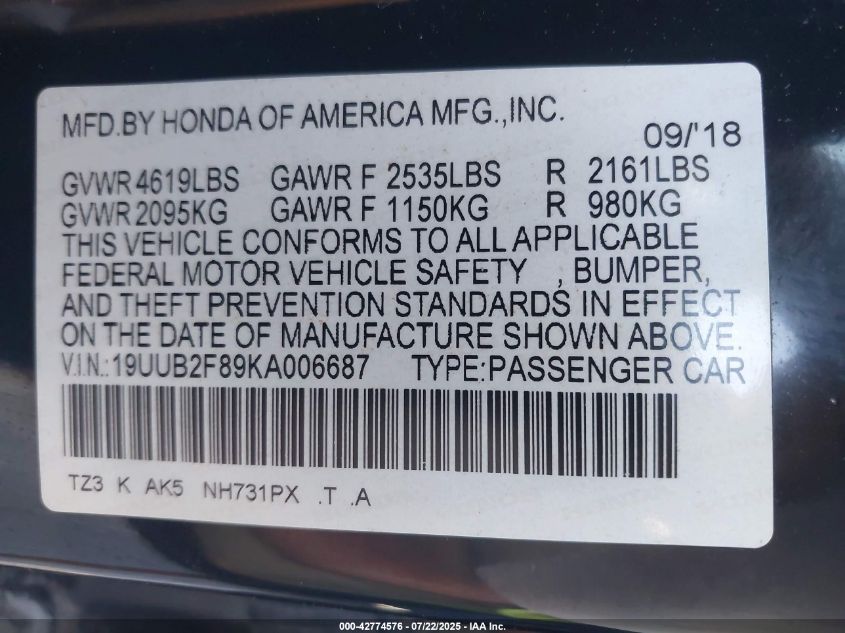 MFD.BY HONDA OF AMERICA MFG.,INC.
09/'18
GVWR 4619LBS GAWR F 2535LBS R 2161LBS
GVWR 2095KG GAWR F 1150KG R 980KG
THIS VEHICLE CONFORMS TO ALL APPLICABLE
FEDERAL MOTOR VEHICLE SAFETY , BUMPER,
AND THEFT PREVENTION STANDARDS IN EFFECT
ON THE DATE OF MANUFACTURE SHOWN ABOVE.
V.I.N.:19UUB2F89KA006687 TYPE:PASSENGER CAR
TZ3 K AK5 NH731PX .T .A
000-42774576 - 07/22/2025 - IAA Inc.